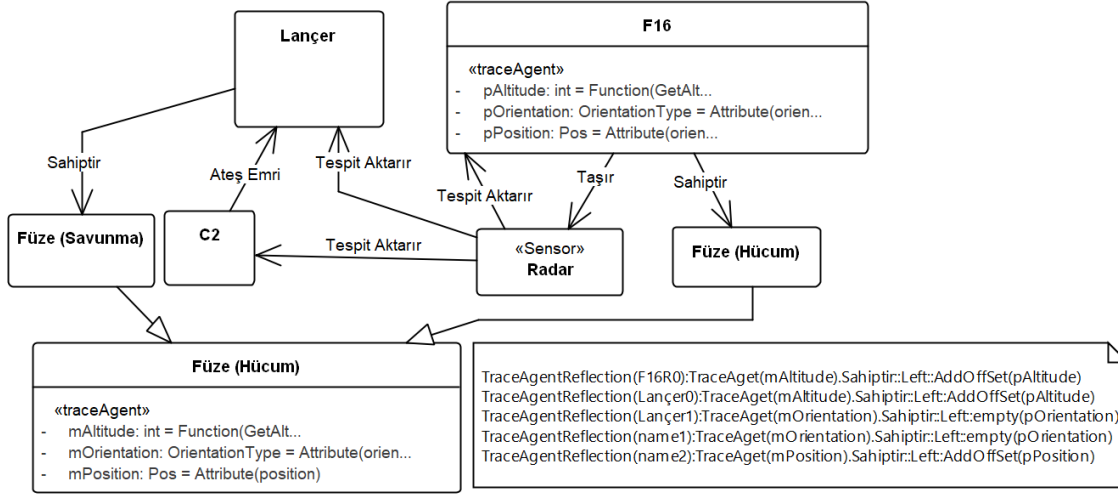 Lançer
F16
«traceAgent»
- pAltitude: int = Function(GetAlt...
- pOrientation: OrientationType = Attribute(orien...
- pPosition: Pos = Attribute(orien...
Sahiptir
Ateş Emri
Tespit Aktarır
Tespit Aktarır
Taşır
Sahiptir
Füze (Savunma)
C2
Tespit Aktarır
«Sensor»
Radar
Füze (Hücum)
Füze (Hücum)
«traceAgent»
- mAltitude: int = Function(GetAlt...
- mOrientation: OrientationType = Attribute(orien...
- mPosition: Pos = Attribute(position)
TraceAgentReflection(F16R0):TraceAget(mAltitude).Sahiptir::Left::AddOffSet(pAltitude)
TraceAgentReflection(Lançer0):TraceAget(mAltitude).Sahiptir::Left::AddOffSet(pAltitude)
TraceAgentReflection(Lançer1):TraceAget(mOrientation).Sahiptir::Left::empty(pOrientation)
TraceAgentReflection(name1):TraceAget(mOrientation).Sahiptir::Left::empty(pOrientation)
TraceAgentReflection(name2):TraceAget(mPosition).Sahiptir::Left::AddOffSet(pPosition)